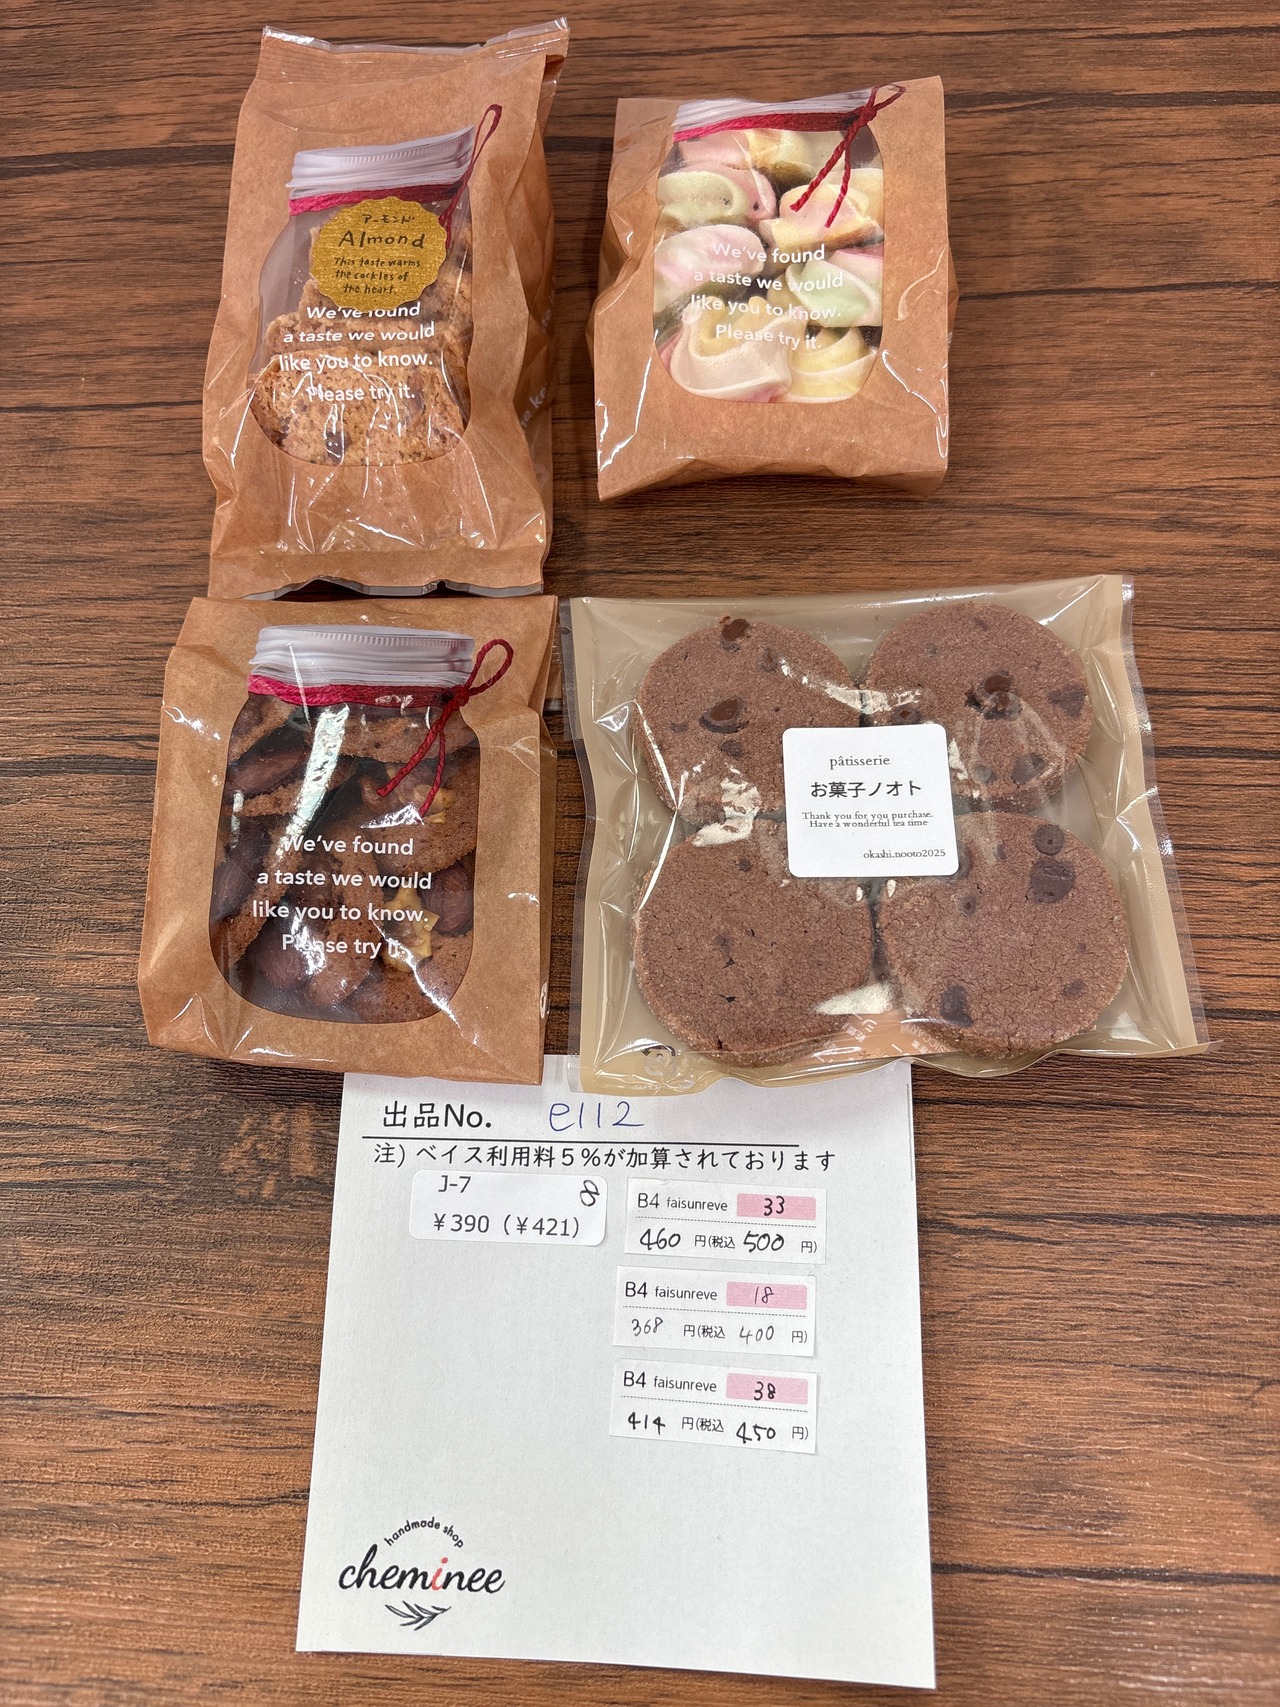 アーモンド
Almond
This taste warms
the cockles of
the heart.
We've found
a taste we would
like you to know.
Please try it.
We've found
a taste we would
like you to know.
Please try it.
We've found
a taste we would
like you to know.
Please try it.
pâtisserie
お菓子ノオト
Thank you for you purchase.
Have a wonderful tea time
okashi.nooto2025
出品No. e112
注) ベイス利用料5%が加算されております
J-7 8
¥390 (¥421)
B4 faisunreve 33
460 円(税込 500 円)
B4 faisunreve 18
368 円(税込 400 円)
B4 faisunreve 38
414 円(税込 450 円)
handmade shop
cheminee